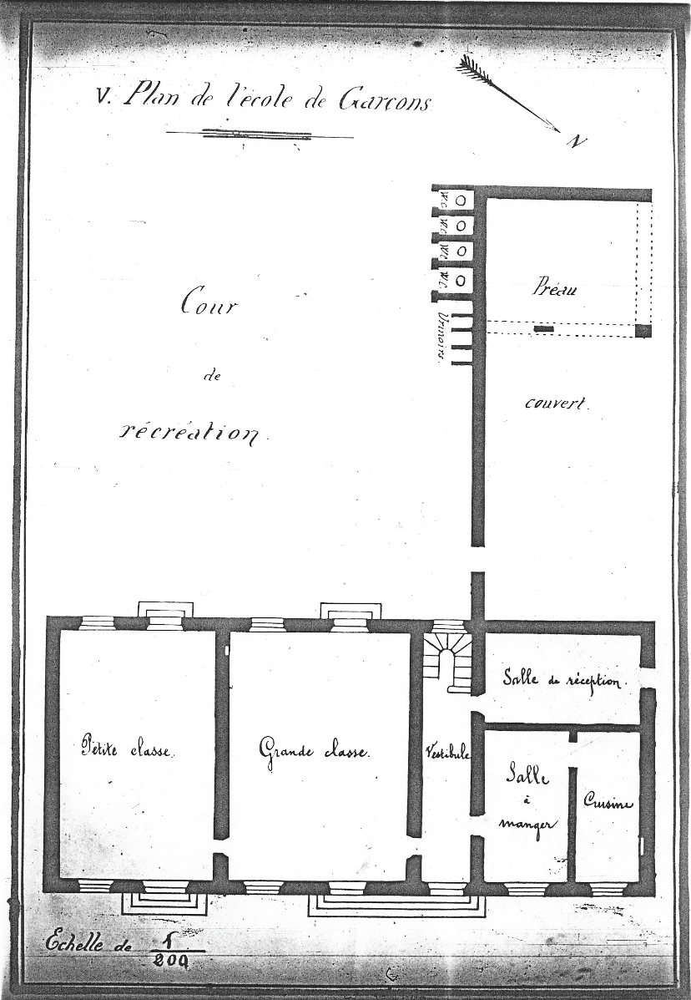 V. Plan de l'école de Garçons
N
W.C.
W.C.
W.C.
W.C.
Urinoirs.
Préau
couvert.
Cour
de
récréation.
Salle de réception.
Petite classe.
Grande classe.
Vestibule
Salle
à
manger
Cuisine
Echelle de 1
200